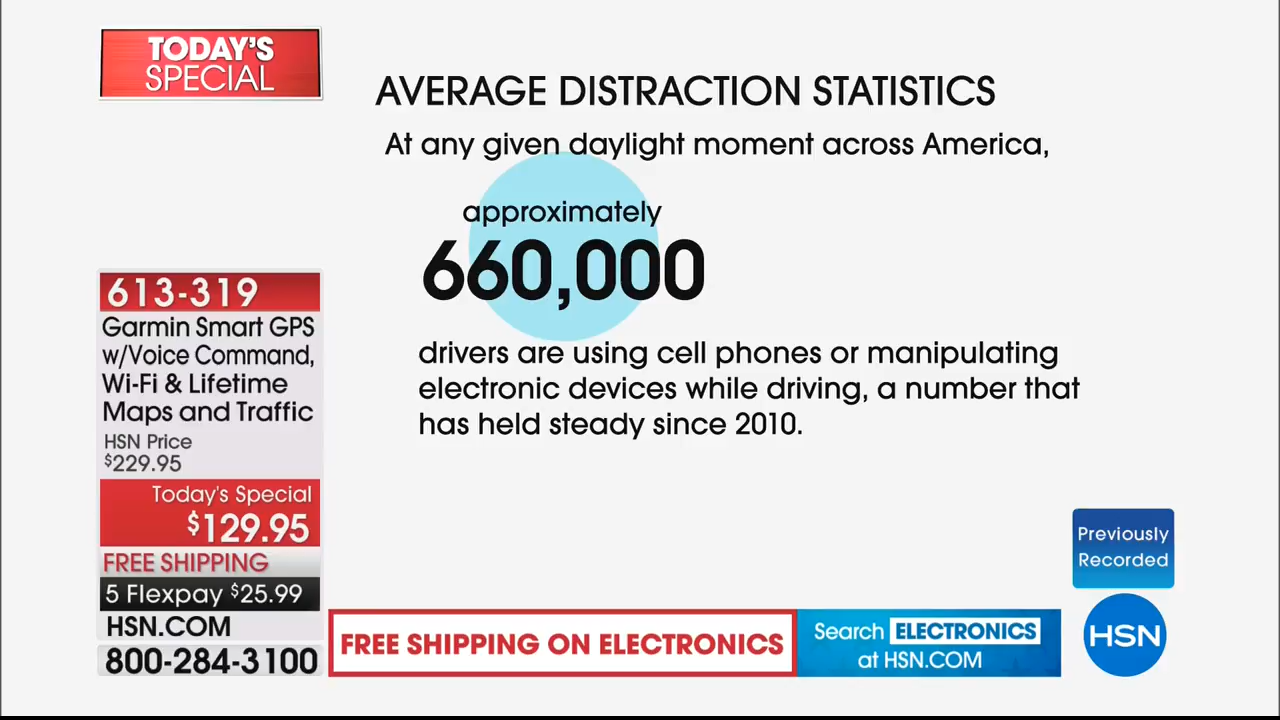 TODAY'S
SPECIAL
AVERAGE DISTRACTION STATISTICS
At any given daylight moment across America,
approximately
660,000
drivers are using cell phones or manipulating
electronic devices while driving, a number that
has held steady since 2010.
613-319
Garmin Smart GPS
w/Voice Command,
Wi-Fi & Lifetime
Maps and Traffic
HSN Price
$229.95
Today's Special
$129.95
FREE SHIPPING
5 Flexpay $25.99
HSN.COM
800-284-3100
FREE SHIPPING ON ELECTRONICS
Search ELECTRONICS
at HSN.COM
Previously
Recorded
HSN